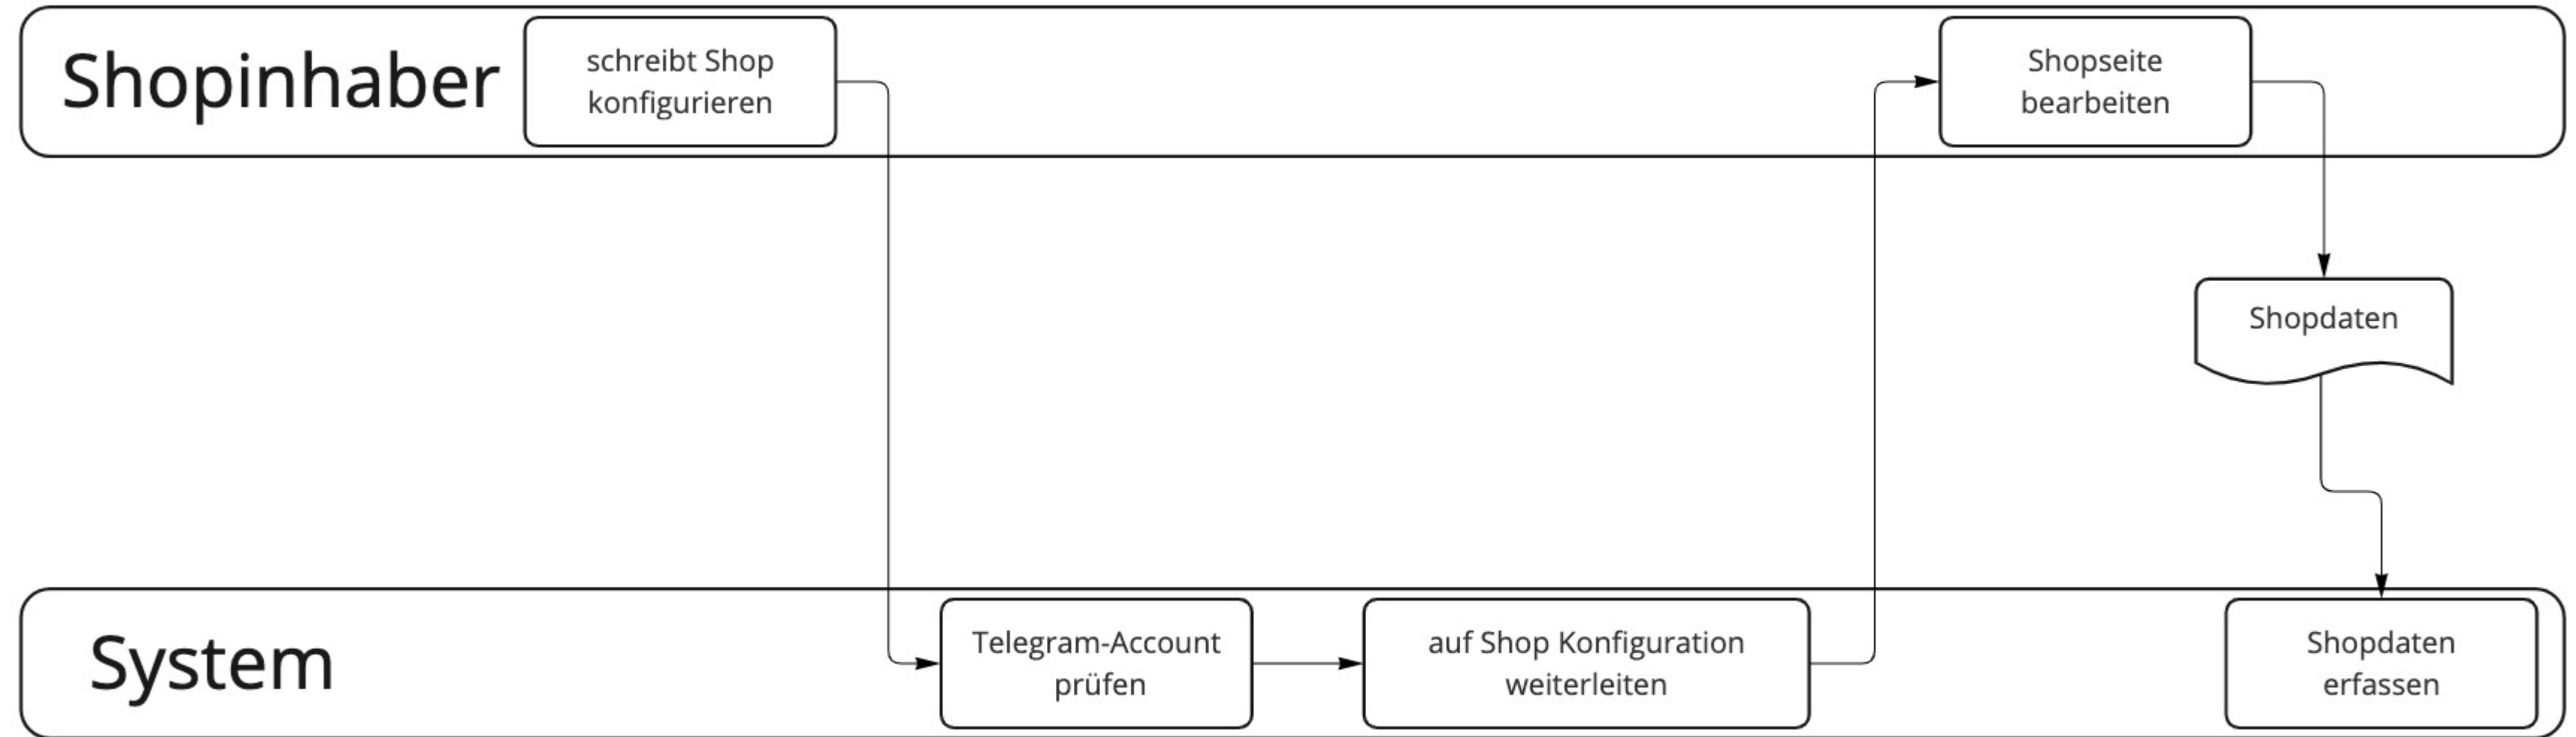 Shopinhaber
schreibt Shop
konfigurieren
Shopseite
bearbeiten
Shopdaten
System
Telegram-Account
prüfen
auf Shop Konfiguration
weiterleiten
Shopdaten
erfassen